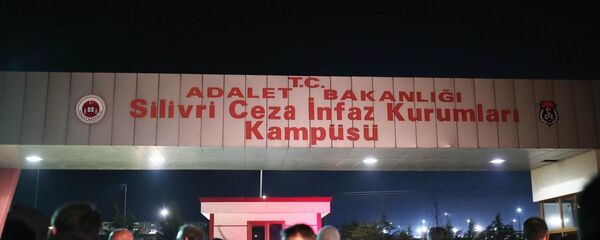 T.C.
ADALET BAKANLIĞI
Silivri Ceza İnfaz Kurumları
Kampüsü